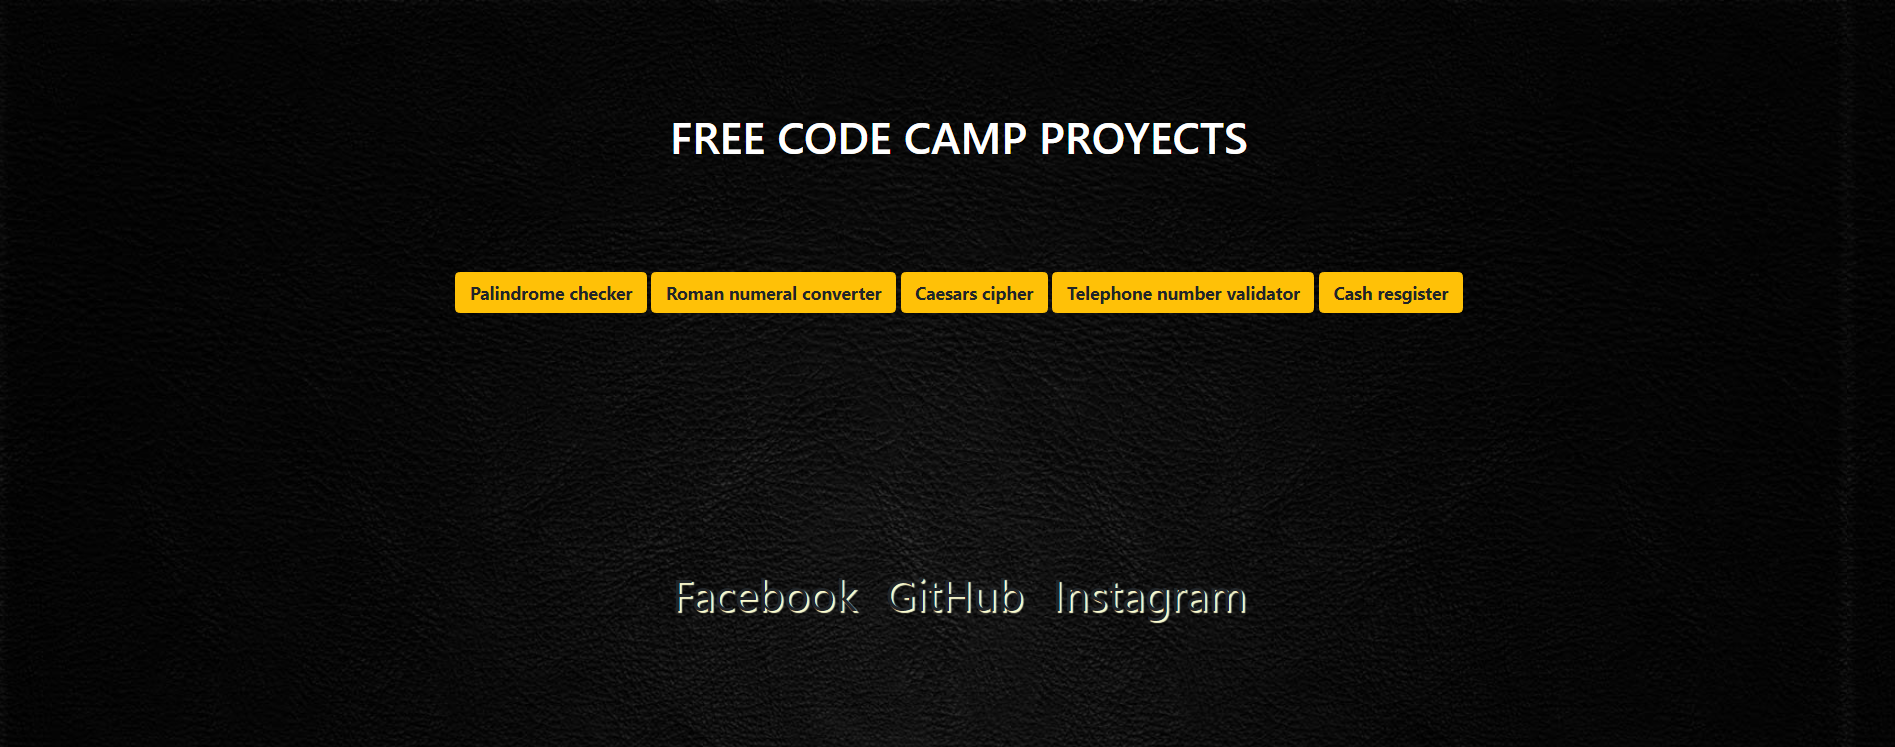 FREE CODE CAMP PROYECTS
Palindrome checker Roman numeral converter Caesars cipher Telephone number validator Cash resgister
Facebook GitHub Instagram